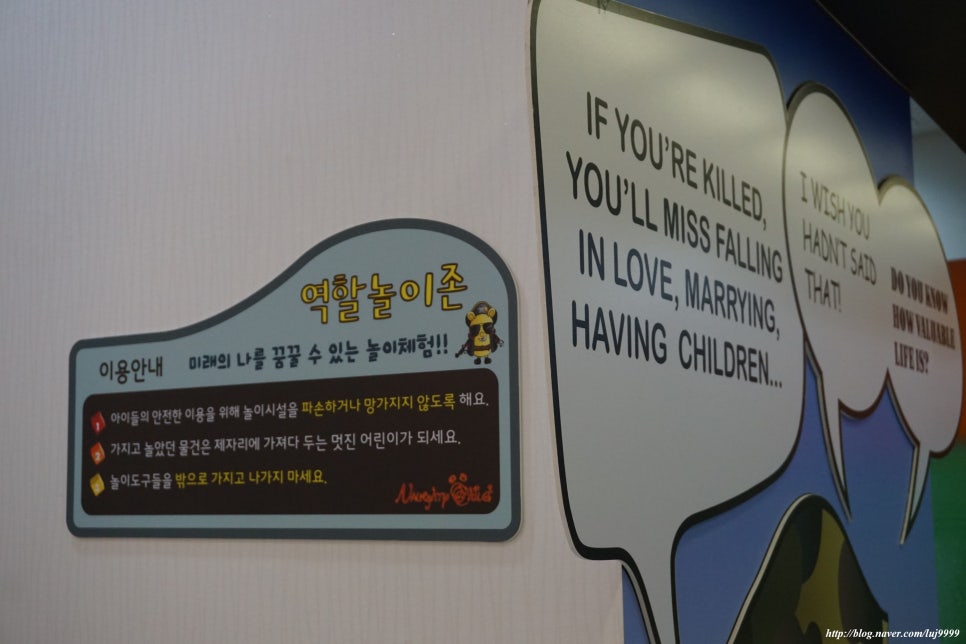 역할놀이존
이용안내 미래의 나를 꿈꿀 수 있는 놀이체험!!
1 아이들의 안전한 이용을 위해 놀이시설을 파손하거나 망가지지 않도록 해요.
2 가지고 놀았던 물건은 제자리에 가져다 두는 멋진 어린이가 되세요.
3 놀이도구들을 밖으로 가지고 나가지 마세요.
IF YOU'RE KILLED,
YOU'LL MISS FALLING
IN LOVE, MARRYING,
HAVING CHILDREN...
I WISH YOU
HADN'T SAID
THAT!
DO YOU KNOW
HOW VALUABLE
LIFE IS?
http://blog.naver.com/luj9999